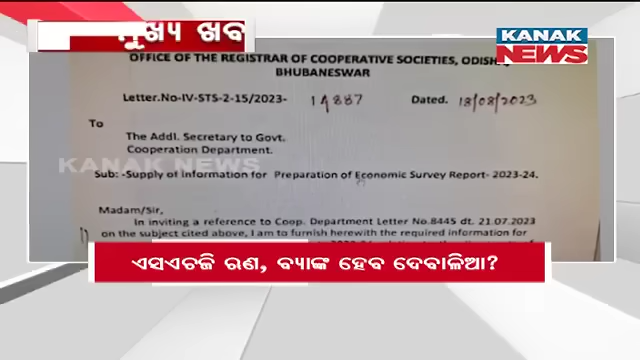 ମୁଖ୍ୟ ଖବ
KANAK
NEWS
OFFICE OF THE REGISTRAR OF COOPERATIVE SOCIETIES,
BHUBANESWAR
Letter.No-IV-STS-2-15/2023- 14887 Dated. 18/08/2023
To
The Addl. Secretary to Govt.
Cooperation Department.
KANAK NEWS
Sub: -Supply of Information for Preparation of Economic Survey Report- 2023-24.
Madam/Sir,
In inviting a reference to Coop. Department Letter No.8445 dt. 21.07.2023
on the subject cited above, I am to furnish herewith the required information for
ଏସଏଚଜି ଋଣ, ବ୍ୟାଙ୍କ ହେବ ଦେବାଳିଆ?